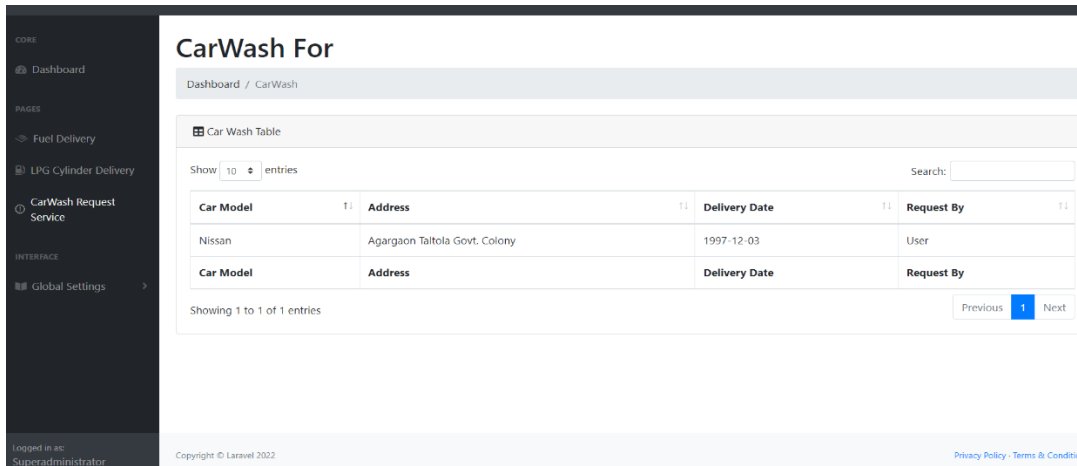 CORE
Dashboard
PAGES
Fuel Delivery
LPG Cylinder Delivery
CarWash Request
Service
INTERFACE
Global Settings
Logged in as:
Superadministrator
CarWash For
Dashboard / CarWash
Car Wash Table
Show 10 entries
Search:
Car Model Address Delivery Date Request By
Nissan Agargaon Taltola Govt. Colony 1997-12-03 User
Car Model Address Delivery Date Request By
Showing 1 to 1 of 1 entries
Previous 1 Next
Copyright © Laravel 2022
Privacy Policy · Terms & Conditi